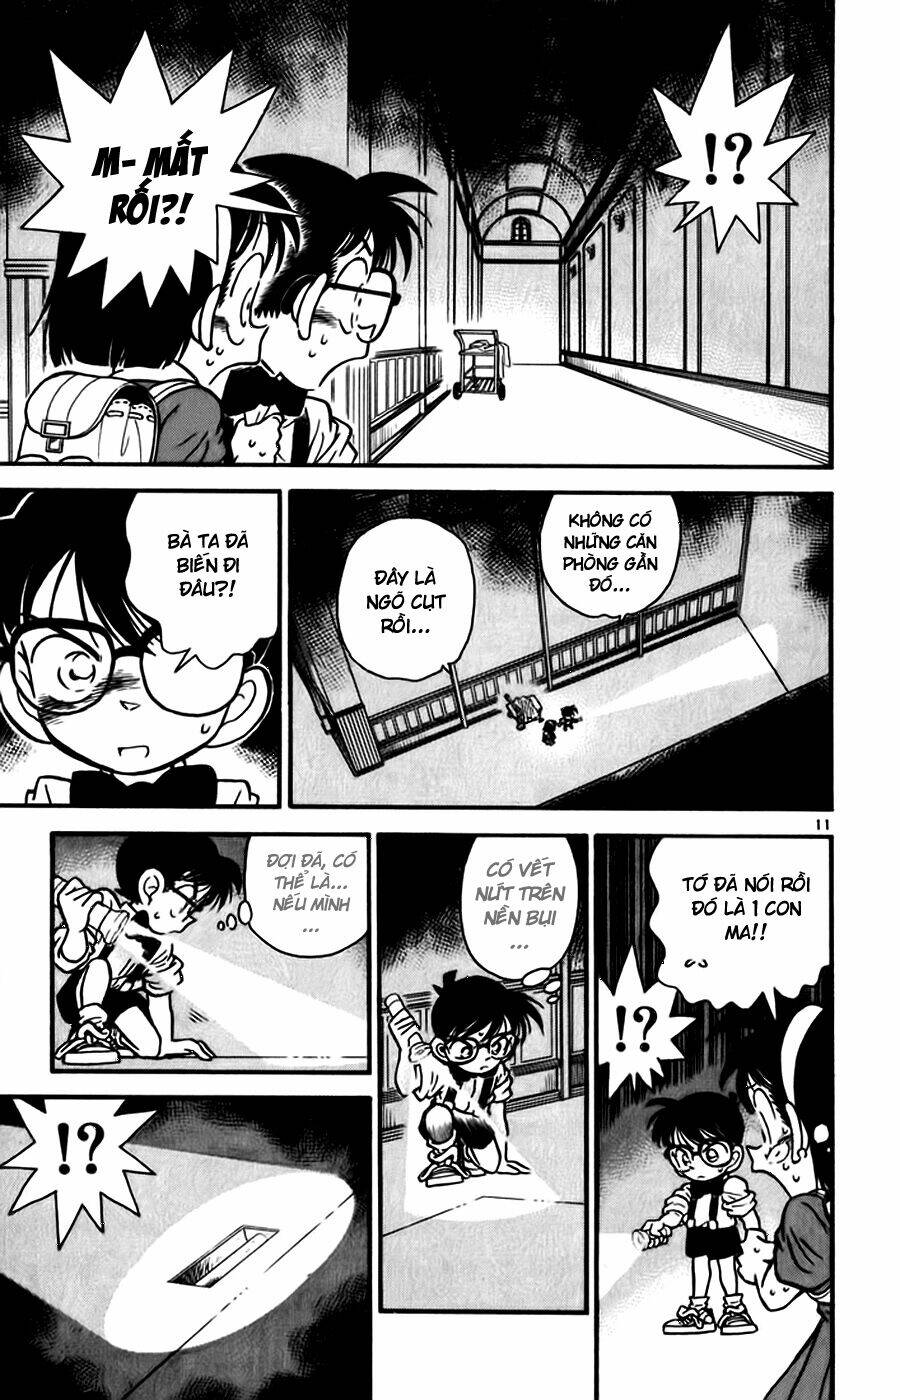 !?
M- MẤT
RỒI?!
KHÔNG CÓ
NHỮNG CĂN
PHÒNG GẦN
ĐÓ...
ĐÂY LÀ
NGÕ CỤT
RỒI...
BÀ TA ĐÃ
BIẾN ĐI
ĐÂU?!
11
TỚ ĐÃ NÓI RỒI
ĐÓ LÀ 1 CON
MA!!
!?
CÓ VẾT
NỨT TRÊN
NỀN BỤI
...
ĐỢI ĐÃ, CÓ
THỂ LÀ...
NẾU MÌNH
...
!?